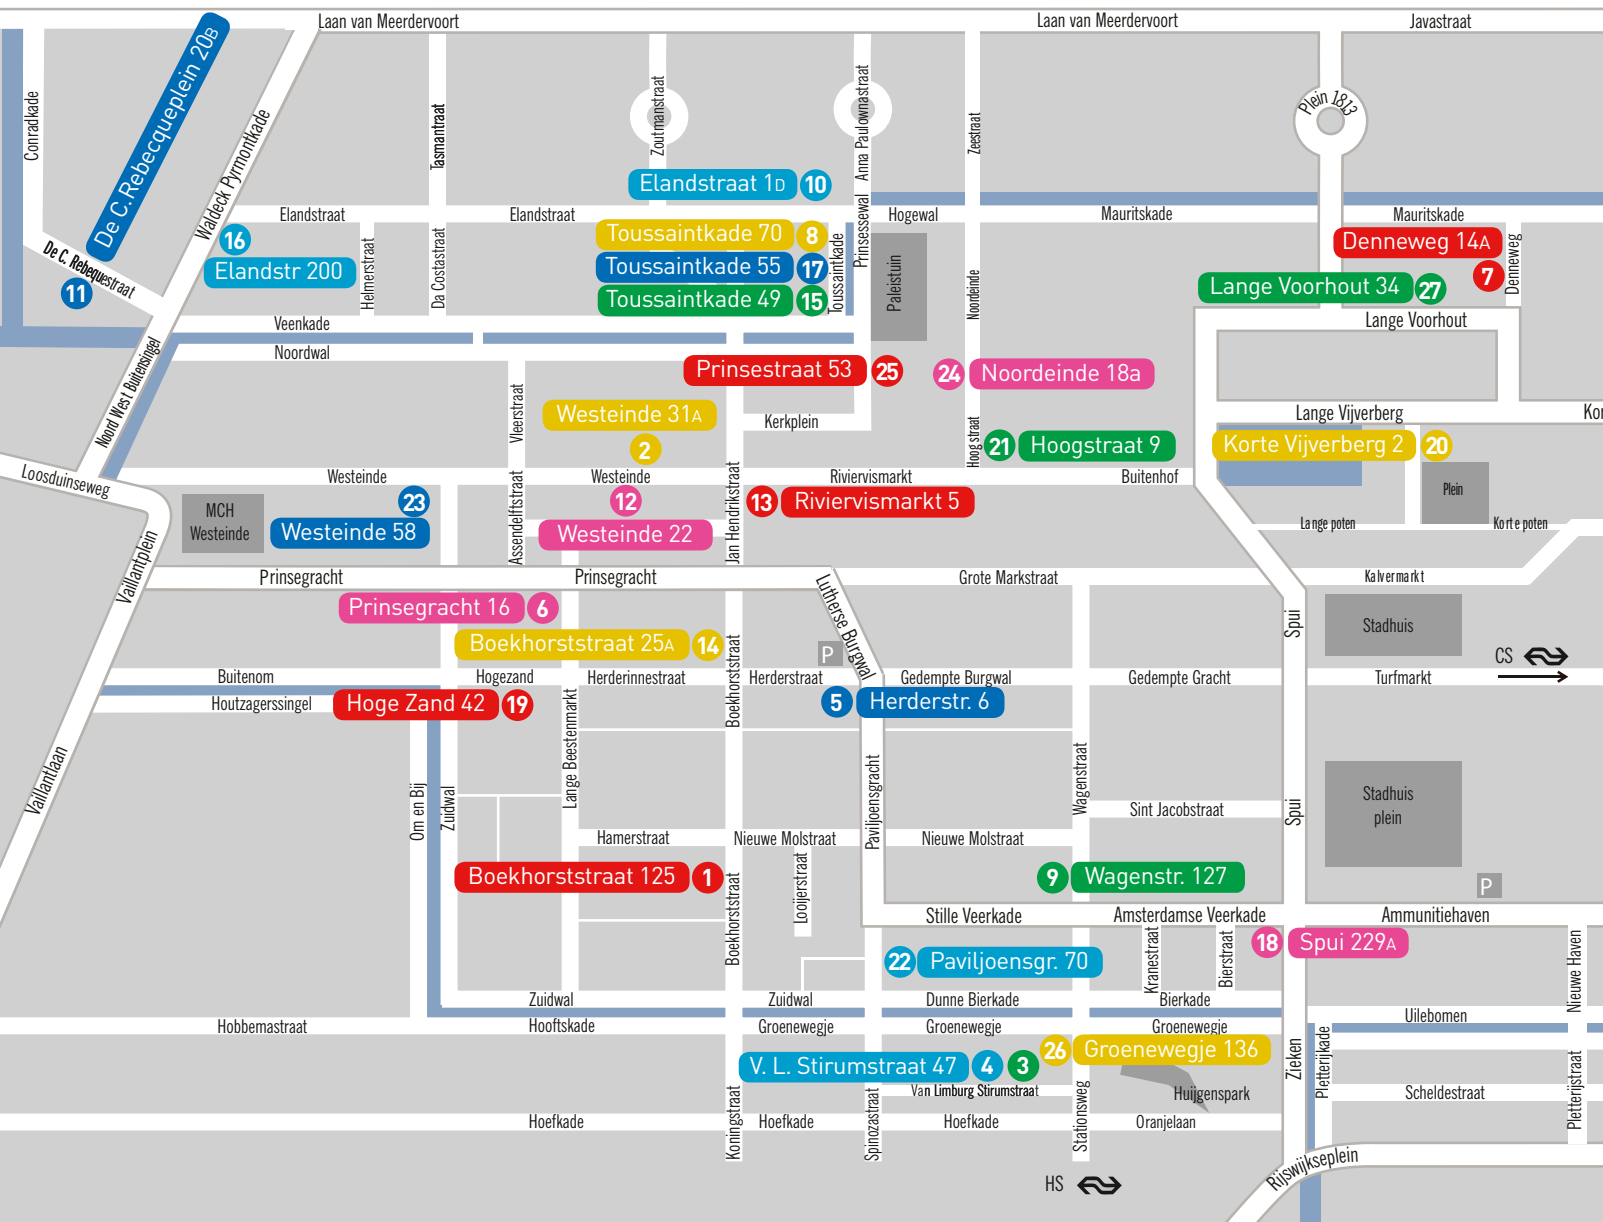 Laan van Meerdervoort
Laan van Meerdervoort
Javastraat
De C.Rebecqueplein 20B
Conradkade
Waldeck Pyrmontkade
Tasmantraat
Zoutmanstraat
Anna Paulownastraat
Zeestraat
Plein 1813
Elandstraat 1D 10
Elandstraat
Elandstraat
Hogewal
Mauritskade
Mauritskade
16
Elandstr 200
Toussaintkade 70 8
Toussaintkade 55 17
Toussaintkade 49 15
Toussaintkade
Prinsessewal
Paleistuin
Noordeinde
Denneweg 14A
7
Denneweg
Lange Voorhout 34 27
De C. Rebequestraat
11
Helmerstraat
Da Costastraat
Veenkade
Lange Voorhout
Noordwal
Noord West Buitensingel
Prinsestraat 53 25
24 Noordeinde 18a
Vleerstraat
Westeinde 31A
2
Kerkplein
Hoogstraat
21 Hoogstraat 9
Lange Vijverberg
Kor
Korte Vijverberg 2 20
Loosduinseweg
Westeinde
Westeinde
Riviervismarkt
Buitenhof
Plein
MCH
Westeinde
23
Westeinde 58
Assendelftstraat
12
Westeinde 22
Jan Hendrikstraat
13 Riviervismarkt 5
Lange poten
Korte poten
Vaillantplein
Prinsegracht
Prinsegracht
Lutherse Burgwal
Grote Markstraat
Kalvermarkt
Prinsegracht 16 6
Boekhorststraat 25A 14
Boekhorststraat
P
Spui
Stadhuis
CS
Buitenom
Hogezand
Herderinnestraat
Herderstraat
Gedempte Burgwal
Gedempte Gracht
Turfmarkt
Houtzagerssingel
Hoge Zand 42 19
5 Herderstr. 6
Vaillantlaan
Om en Bij
Zuidwal
Lange Beestenmarkt
Paviljoensgracht
Wagenstraat
Sint Jacobstraat
Spui
Stadhuis
plein
Hamerstraat
Nieuwe Molstraat
Nieuwe Molstraat
Boekhorststraat 125 1
Boekhorststraat
Looijerstraat
9 Wagenstr. 127
P
Stille Veerkade
Amsterdamse Veerkade
Ammunitiehaven
22 Paviljoensgr. 70
Kranestraat
Bierstraat
18 Spui 229A
Nieuwe Haven
Zuidwal
Zuidwal
Dunne Bierkade
Bierkade
Uilebomen
Hobbemastraat
Hooftskade
Groenewegje
Groenewegje
Groenewegje
V. L. Stirumstraat 47 4 3
26 Groenewegje 136
Zieken
Pletterijkade
Pletterijstraat
Van Limburg Stirumstraat
Huijgenspark
Scheldestraat
Hoefkade
Koningstraat
Hoefkade
Spinozastraat
Hoefkade
Stationsweg
Oranjelaan
Rijswijkseplein
HS